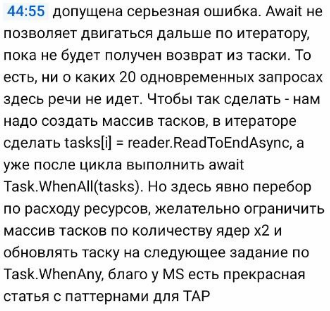 44:55 допущена серьезная ошибка. Await не
позволяет двигаться дальше по итератору,
пока не будет получен возврат из таски. То
есть, ни о каких 20 одновременных запросах
здесь речи не идет. Чтобы так сделать - нам
надо создать массив тасков, в итераторе
сделать tasks[i] = reader.ReadToEndAsync, а
уже после цикла выполнить await
Task.WhenAll(tasks). Но здесь явно перебор
по расходу ресурсов, желательно ограничить
массив тасков по количеству ядер x2 и
обновлять таску на следующее задание по
Task.WhenAny, благо у MS есть прекрасная
статья с паттернами для TAP